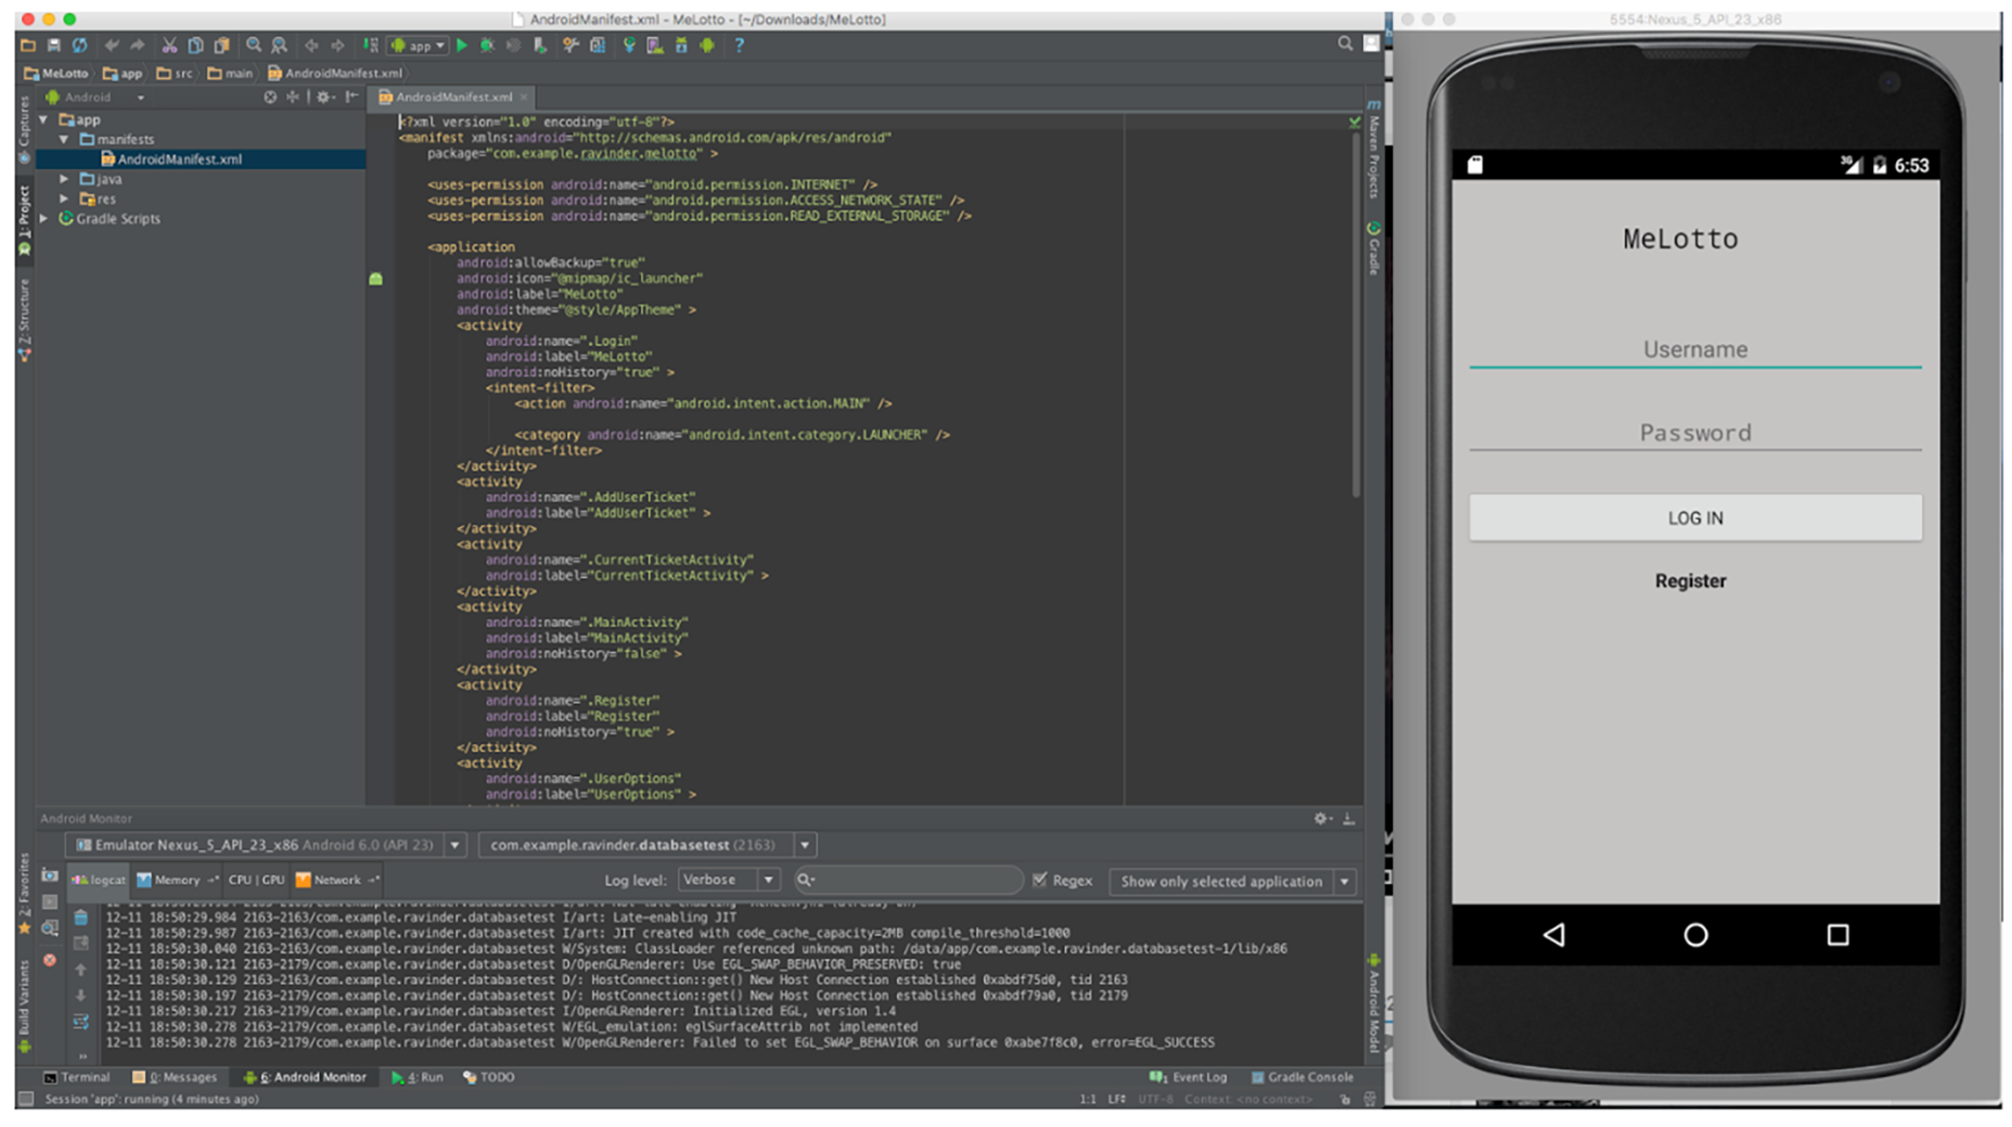 AndroidManifest.xml - MeLotto - [~/Downloads/MeLotto]
app
MeLotto app src main AndroidManifest.xml
Captures
1: Project
Z: Structure
2: Favorites
Build Variants
Android
app
manifests
AndroidManifest.xml
java
res
Gradle Scripts
AndroidManifest.xml
<?xml version="1.0" encoding="utf-8"?>
<manifest xmlns:android="http://schemas.android.com/apk/res/android"
package="com.example.ravinder.melotto" >
<uses-permission android:name="android.permission.INTERNET" />
<uses-permission android:name="android.permission.ACCESS_NETWORK_STATE" />
<uses-permission android:name="android.permission.READ_EXTERNAL_STORAGE" />
<application
android:allowBackup="true"
android:icon="@mipmap/ic_launcher"
android:label="MeLotto"
android:theme="@style/AppTheme" >
<activity
android:name=".Login"
android:label="MeLotto"
android:noHistory="true" >
<intent-filter>
<action android:name="android.intent.action.MAIN" />
<category android:name="android.intent.category.LAUNCHER" />
</intent-filter>
</activity>
<activity
android:name=".AddUserTicket"
android:label="AddUserTicket" >
</activity>
<activity
android:name=".CurrentTicketActivity"
android:label="CurrentTicketActivity" >
</activity>
<activity
android:name=".MainActivity"
android:label="MainActivity"
android:noHistory="false" >
</activity>
<activity
android:name=".Register"
android:label="Register"
android:noHistory="true" >
</activity>
<activity
android:name=".UserOptions"
android:label="UserOptions" >
Maven Projects
Gradle
Android Model
Android Monitor
Emulator Nexus_5_API_23_x86 Android 6.0 (API 23) com.example.ravinder.databasetest (2163)
logcat Memory CPU | GPU Network Log level: Verbose Regex Show only selected application
12-11 18:50:29.984 2163-2163/com.example.ravinder.databasetest I/art: Late-enabling JIT
12-11 18:50:29.987 2163-2163/com.example.ravinder.databasetest I/art: JIT created with code_cache_capacity=2MB compile_threshold=1000
12-11 18:50:30.040 2163-2163/com.example.ravinder.databasetest W/System: ClassLoader referenced unknown path: /data/app/com.example.ravinder.databasetest-1/lib/x86
12-11 18:50:30.121 2163-2179/com.example.ravinder.databasetest D/OpenGLRenderer: Use EGL_SWAP_BEHAVIOR_PRESERVED: true
12-11 18:50:30.129 2163-2163/com.example.ravinder.databasetest D/: HostConnection::get() New Host Connection established 0xabdf75d0, tid 2163
12-11 18:50:30.197 2163-2179/com.example.ravinder.databasetest D/: HostConnection::get() New Host Connection established 0xabdf79a0, tid 2179
12-11 18:50:30.217 2163-2179/com.example.ravinder.databasetest I/OpenGLRenderer: Initialized EGL, version 1.4
12-11 18:50:30.278 2163-2179/com.example.ravinder.databasetest W/EGL_emulation: eglSurfaceAttrib not implemented
12-11 18:50:30.278 2163-2179/com.example.ravinder.databasetest W/OpenGLRenderer: Failed to set EGL_SWAP_BEHAVIOR on surface 0xabe7f8c0, error=EGL_SUCCESS
Terminal 0: Messages 6: Android Monitor 4: Run TODO 1 Event Log Gradle Console
Session 'app': running (4 minutes ago) 1:1 LF UTF-8 Context: <no context>
5554:Nexus_5_API_23_x86
3G 6:53
MeLotto
Username
Password
LOG IN
Register